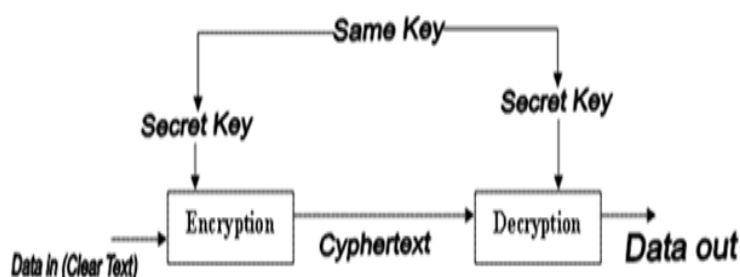 Same Key
Secret Key
Secret Key
Encryption
Decryption
Cyphertext
Data in (Clear Text)
Data out